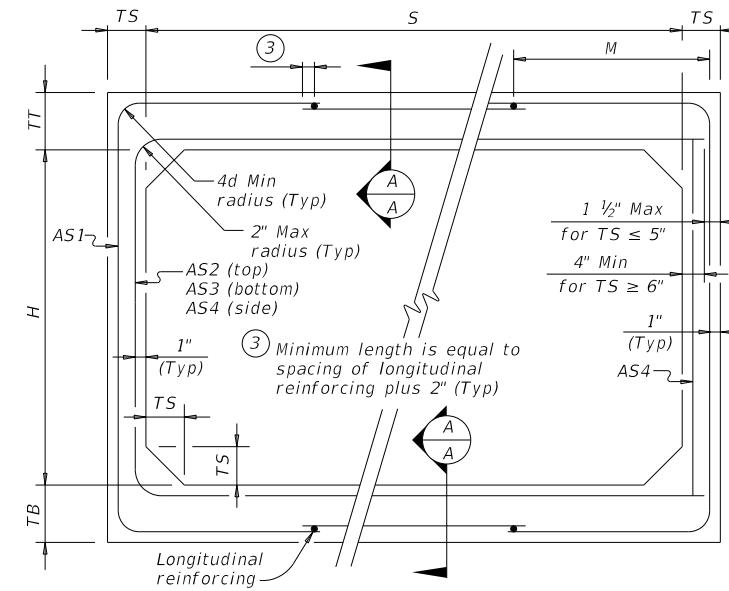 TS
S
TS
3
M
TT
4d Min
radius (Typ)
A
A
1 ½" Max
for TS ≤ 5"
2" Max
radius (Typ)
AS1
4" Min
for TS ≥ 6"
AS2 (top)
AS3 (bottom)
AS4 (side)
H
1"
(Typ)
1"
(Typ)
3 Minimum length is equal to
spacing of longitudinal
reinforcing plus 2" (Typ)
AS4
TS
A
A
TS
TB
Longitudinal
reinforcing